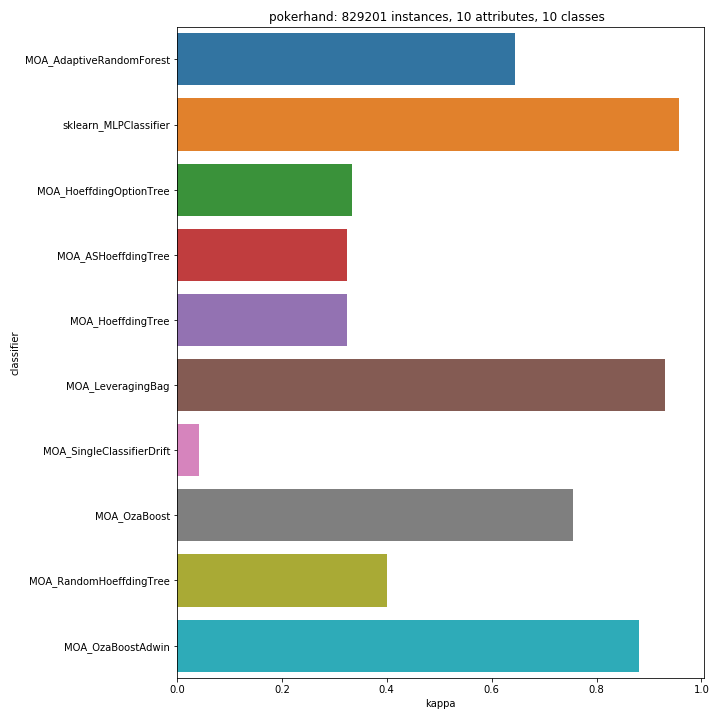 pokerhand: 829201 instances, 10 attributes, 10 classes
MOA_AdaptiveRandomForest
sklearn_MLPClassifier
MOA_HoeffdingOptionTree
MOA_ASHoeffdingTree
MOA_HoeffdingTree
MOA_LeveragingBag
MOA_SingleClassifierDrift
MOA_OzaBoost
MOA_RandomHoeffdingTree
MOA_OzaBoostAdwin
classifier
0.0 0.2 0.4 0.6 0.8 1.0
kappa